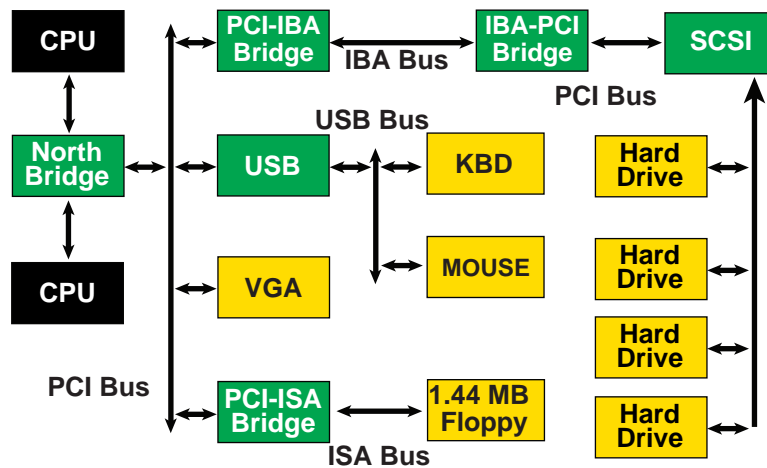 CPU
PCI-IBA
Bridge
IBA Bus
IBA-PCI
Bridge
SCSI
PCI Bus
USB Bus
North
Bridge
USB
KBD
Hard
Drive
CPU
VGA
MOUSE
Hard
Drive
Hard
Drive
PCI Bus
PCI-ISA
Bridge
ISA Bus
1.44 MB
Floppy
Hard
Drive